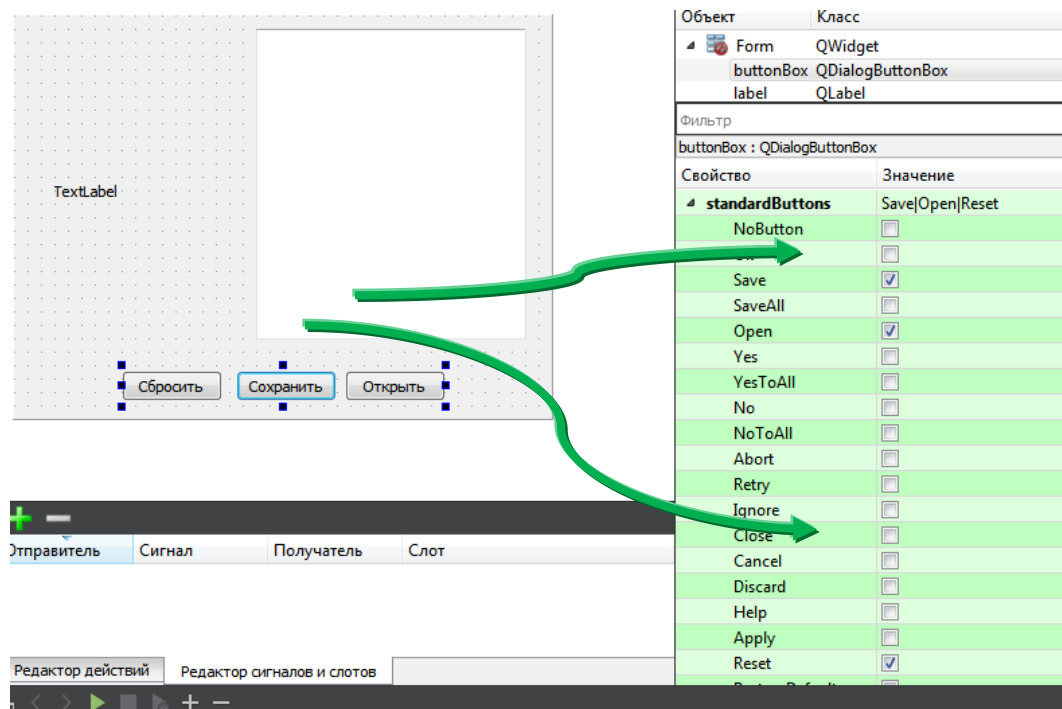 TextLabel
Сбросить
Сохранить
Открыть
Отправитель Сигнал Получатель Слот
Редактор действий Редактор сигналов и слотов
Объект Класс
Form QWidget
buttonBox QDialogButtonBox
label QLabel
Фильтр
buttonBox : QDialogButtonBox
Свойство Значение
standardButtons Save|Open|Reset
NoButton
Save
SaveAll
Open
Yes
YesToAll
No
NoToAll
Abort
Retry
Ignore
Close
Cancel
Discard
Help
Apply
Reset